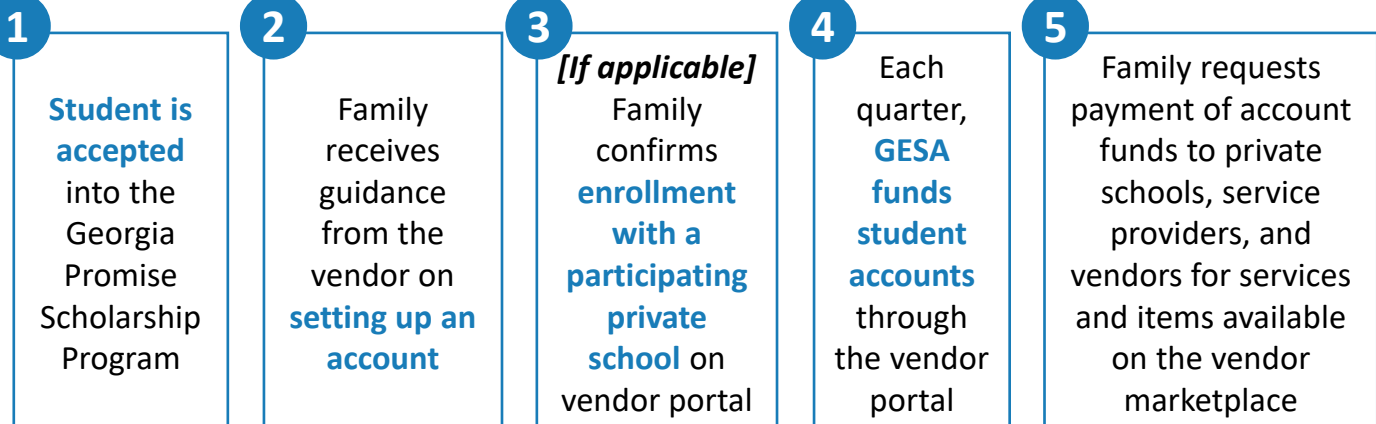 1
Student is
accepted
into the
Georgia
Promise
Scholarship
Program
2
Family
receives
guidance
from the
vendor on
setting up an
account
3
[If applicable]
Family
confirms
enrollment
with a
participating
private
school on
vendor portal
4
Each
quarter,
GESA
funds
student
accounts
through
the vendor
portal
5
Family requests
payment of account
funds to private
schools, service
providers, and
vendors for services
and items available
on the vendor
marketplace